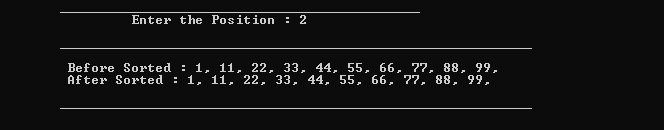 Enter the Position : 2
Before Sorted : 1, 11, 22, 33, 44, 55, 66, 77, 88, 99,
After Sorted : 1, 11, 22, 33, 44, 55, 66, 77, 88, 99,